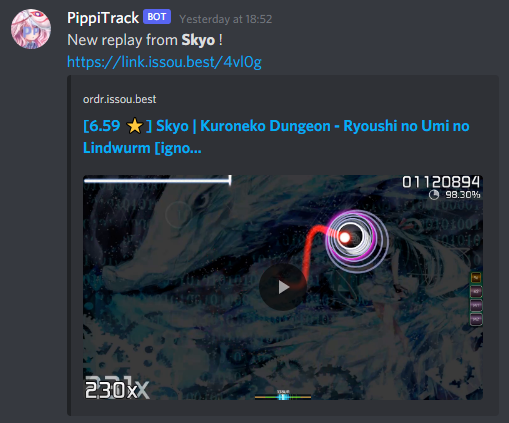 PippiTrack BOT Yesterday at 18:52
New replay from Skyo !
https://link.issou.best/4vl0g
ordr.issou.best
[6.59 ⭐] Skyo | Kuroneko Dungeon - Ryoushi no Umi no
Lindwurm [igno...
01120894
98.30%
230x